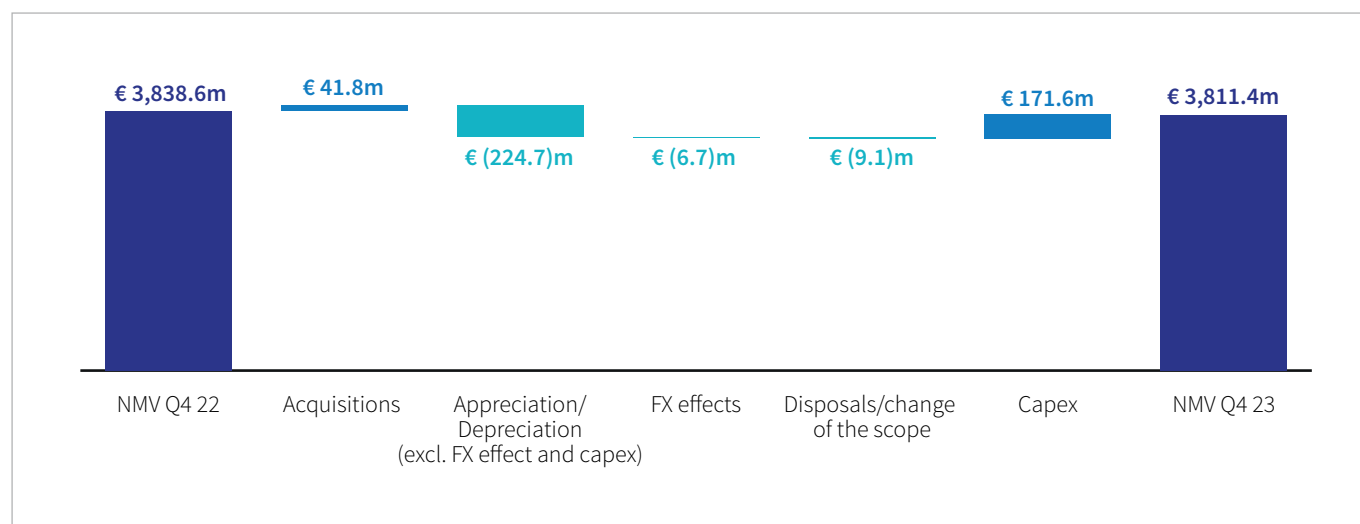 € 3,838.6m
€ 41.8m
€ (224.7)m
€ (6.7)m
€ (9.1)m
€ 171.6m
€ 3,811.4m
NMV Q4 22
Acquisitions
Appreciation/
Depreciation
(excl. FX effect and capex)
FX effects
Disposals/change
of the scope
Capex
NMV Q4 23